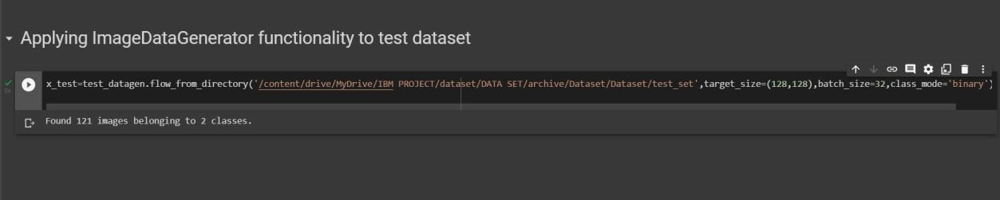 Applying ImageDataGenerator functionality to test dataset
x_test=test_datagen.flow_from_directory('/content/drive/MyDrive/IBM PROJECT/dataset/DATA SET/archive/Dataset/Dataset/test_set',target_size=(128,128),batch_size=32,class_mode='binary')
0s
Found 121 images belonging to 2 classes.